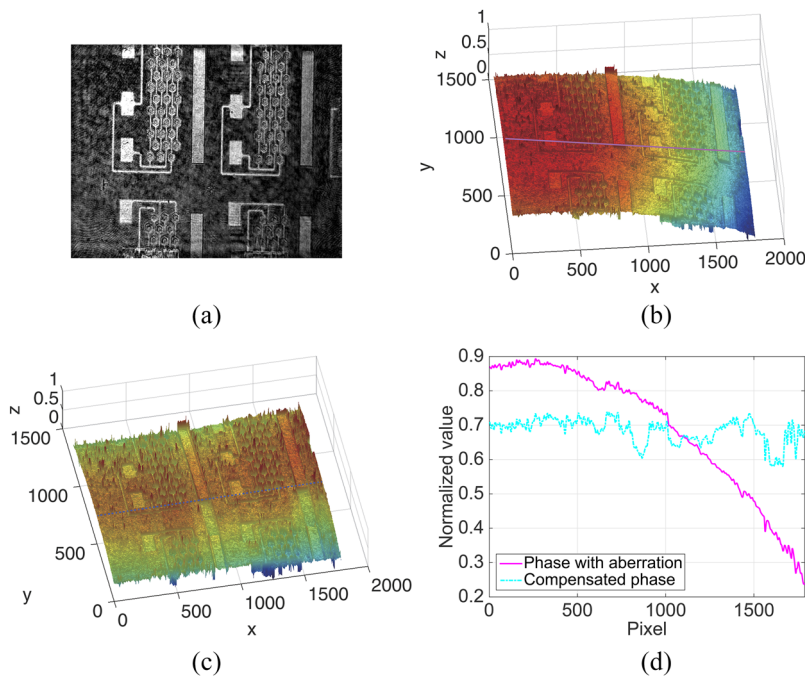 1
0.5
0
z
1500
1000
500
0
y
0
500
1000
1500
2000
x
(a)
(b)
1
0.5
0
z
1500
1000
500
0
y
0
500
1000
1500
2000
x
(c)
0.9
0.8
0.7
0.6
0.5
0.4
0.3
0.2
Normalized value
Phase with aberration
Compensated phase
0
500
1000
1500
Pixel
(d)